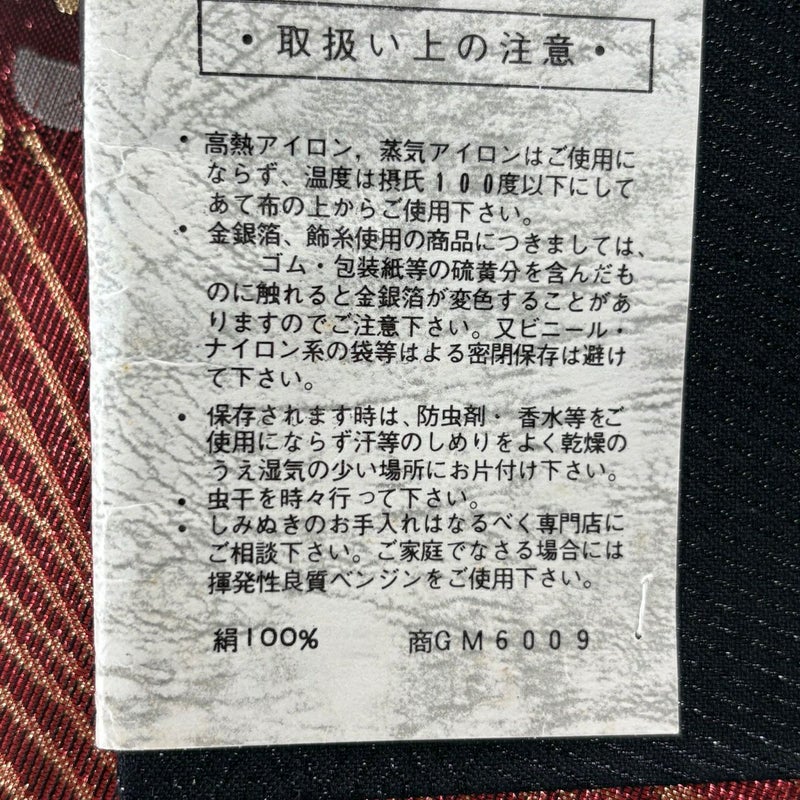 ・取扱い上の注意・
・高熱アイロン，蒸気アイロンはご使用に
ならず、温度は摂氏100度以下にして
あて布の上からご使用下さい。
・金銀箔、飾糸使用の商品につきましては、
ゴム・包装紙等の硫黄分を含んだも
のに触れると金銀箔が変色することがあ
りますのでご注意下さい。又ビニール・
ナイロン系の袋等はよる密閉保存は避け
て下さい。
・保存されます時は、防虫剤・香水等をご
使用にならず汗等のしめりをよく乾燥の
うえ湿気の少い場所にお片付け下さい。
・虫干を時々行って下さい。
・しみぬきのお手入れはなるべく専門店に
ご相談下さい。ご家庭でなさる場合には
揮発性良質ベンジンをご使用下さい。
絹100% 商GM6009